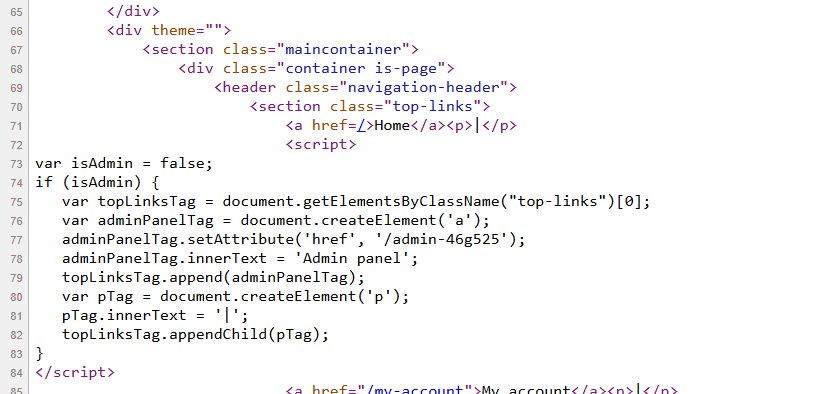 65 </div>
66 <div theme="">
67 <section class="maincontainer">
68 <div class="container is-page">
69 <header class="navigation-header">
70 <section class="top-links">
71 <a href=/>Home</a><p>|</p>
72 <script>
73 var isAdmin = false;
74 if (isAdmin) {
75 var topLinksTag = document.getElementsByClassName("top-links")[0];
76 var adminPanelTag = document.createElement('a');
77 adminPanelTag.setAttribute('href', '/admin-46g525');
78 adminPanelTag.innerText = 'Admin panel';
79 topLinksTag.append(adminPanelTag);
80 var pTag = document.createElement('p');
81 pTag.innerText = '|';
82 topLinksTag.appendChild(pTag);
83 }
84 </script>
85 <a href="/my-account">My account</a><p>|</p>